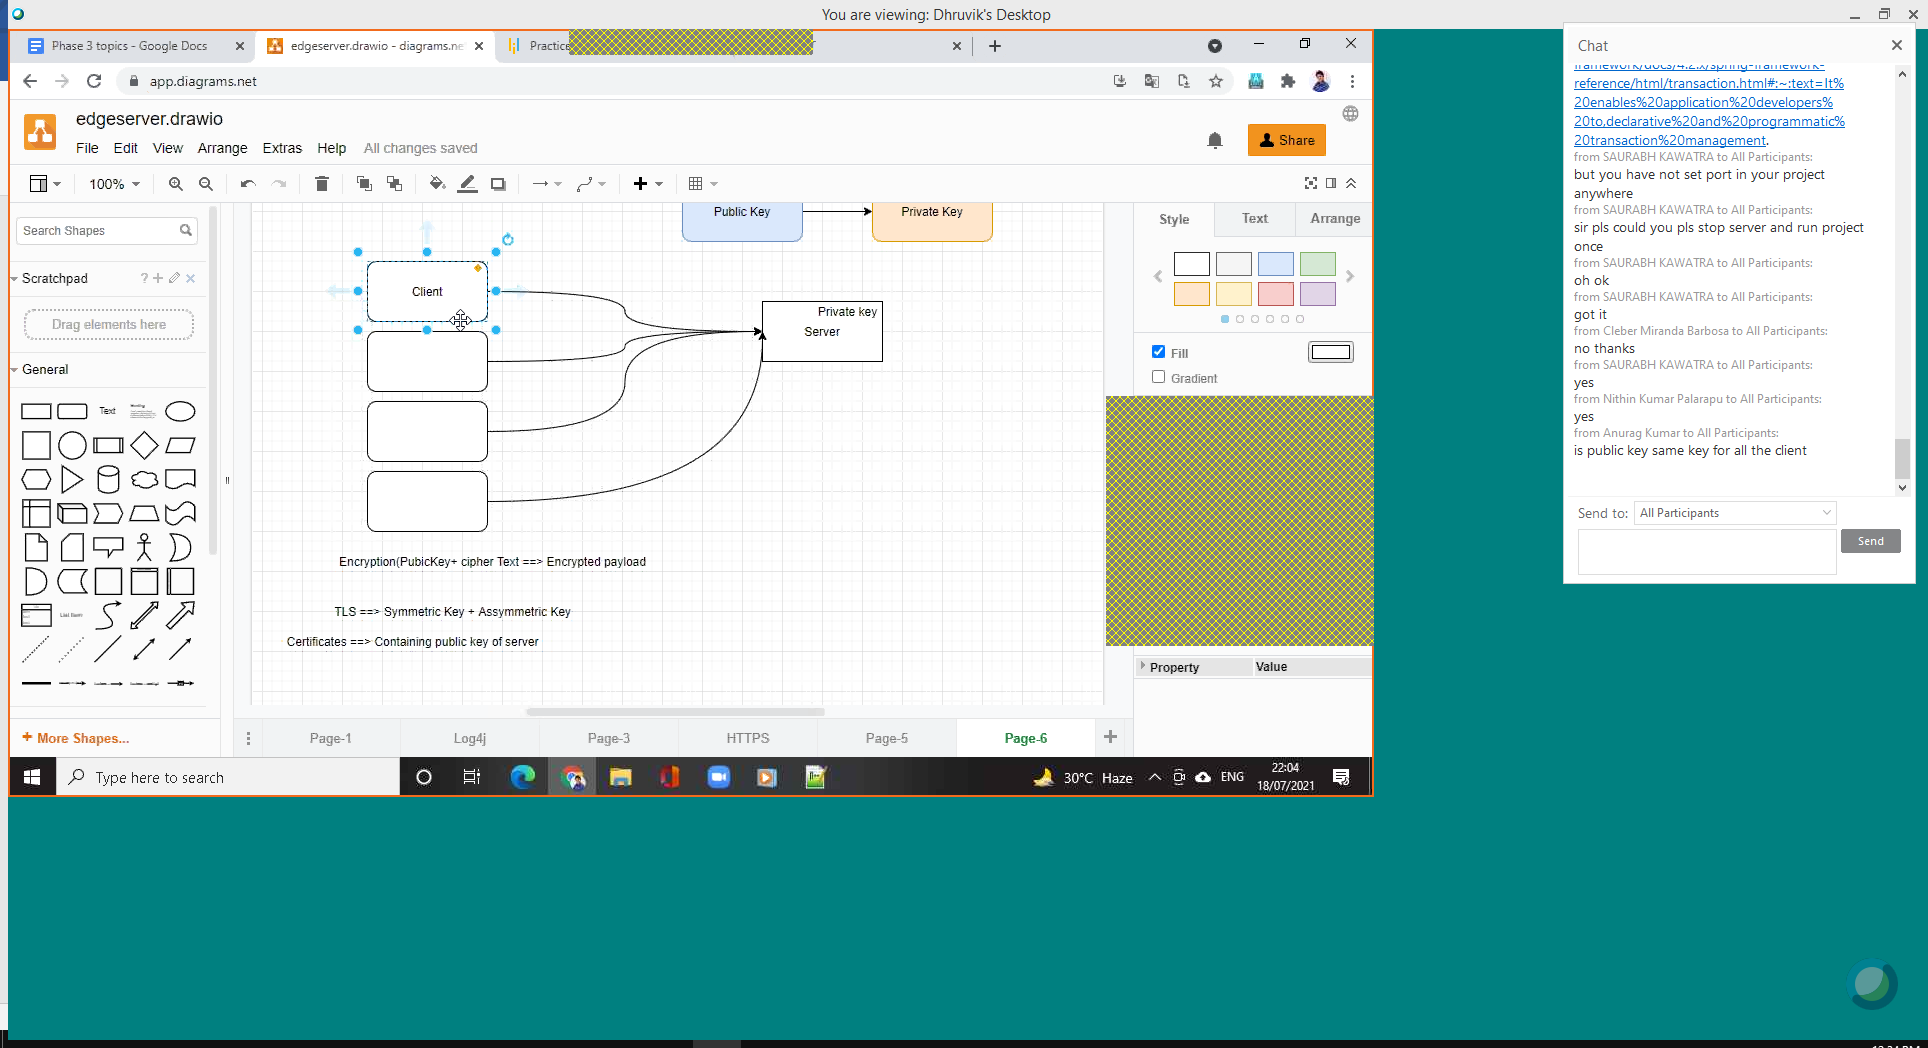 You are viewing: Dhruvik's Desktop
Phase 3 topics - Google Docs
edgeserver.drawio - diagrams.ne
Practice
app.diagrams.net
edgeserver.drawio
File Edit View Arrange Extras Help All changes saved
Share
100%
Search Shapes
Scratchpad
?
Drag elements here
General
Text
Heading
List Item
+ More Shapes...
Public Key
Private Key
Client
Private key
Server
Encryption(PubicKey+ cipher Text ==> Encrypted payload
TLS ==> Symmetric Key + Assymmetric Key
Certificates ==> Containing public key of server
Style Text Arrange
Fill
Gradient
Property Value
Page-1 Log4j Page-3 HTTPS Page-5 Page-6
Type here to search
30°C Haze
ENG
22:04
18/07/2021
Chat
framework/docs/4.2.x/spring-framework-
reference/html/transaction.html#:~:text=It%
20enables%20application%20developers%
20to,declarative%20and%20programmatic%
20transaction%20management.
from SAURABH KAWATRA to All Participants:
but you have not set port in your project
anywhere
from SAURABH KAWATRA to All Participants:
sir pls could you pls stop server and run project
once
from SAURABH KAWATRA to All Participants:
oh ok
from SAURABH KAWATRA to All Participants:
got it
from Cleber Miranda Barbosa to All Participants:
no thanks
from SAURABH KAWATRA to All Participants:
yes
from Nithin Kumar Palarapu to All Participants:
yes
from Anurag Kumar to All Participants:
is public key same key for all the client
Send to: All Participants
Send